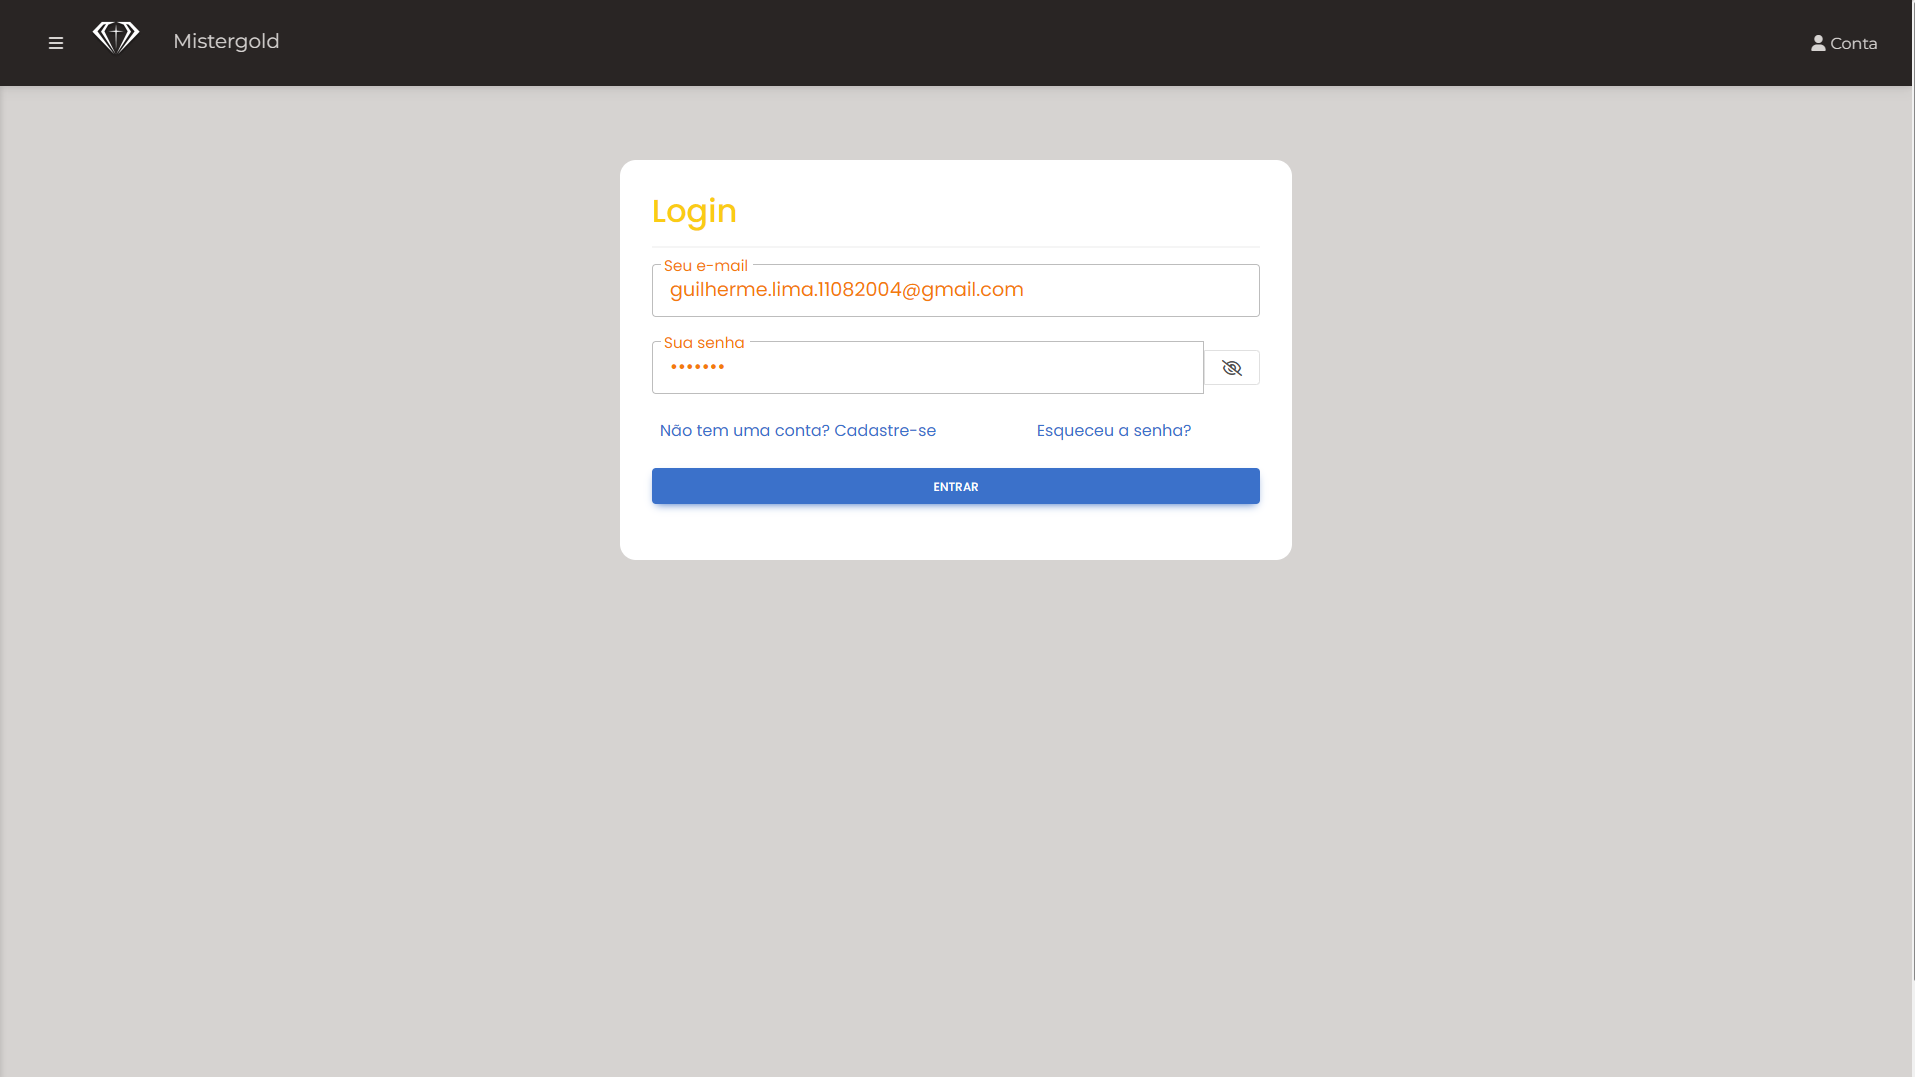 Mistergold
Conta
Login
Seu e-mail
guilherme.lima.11082004@gmail.com
Sua senha
•••••••
Não tem uma conta? Cadastre-se
Esqueceu a senha?
ENTRAR